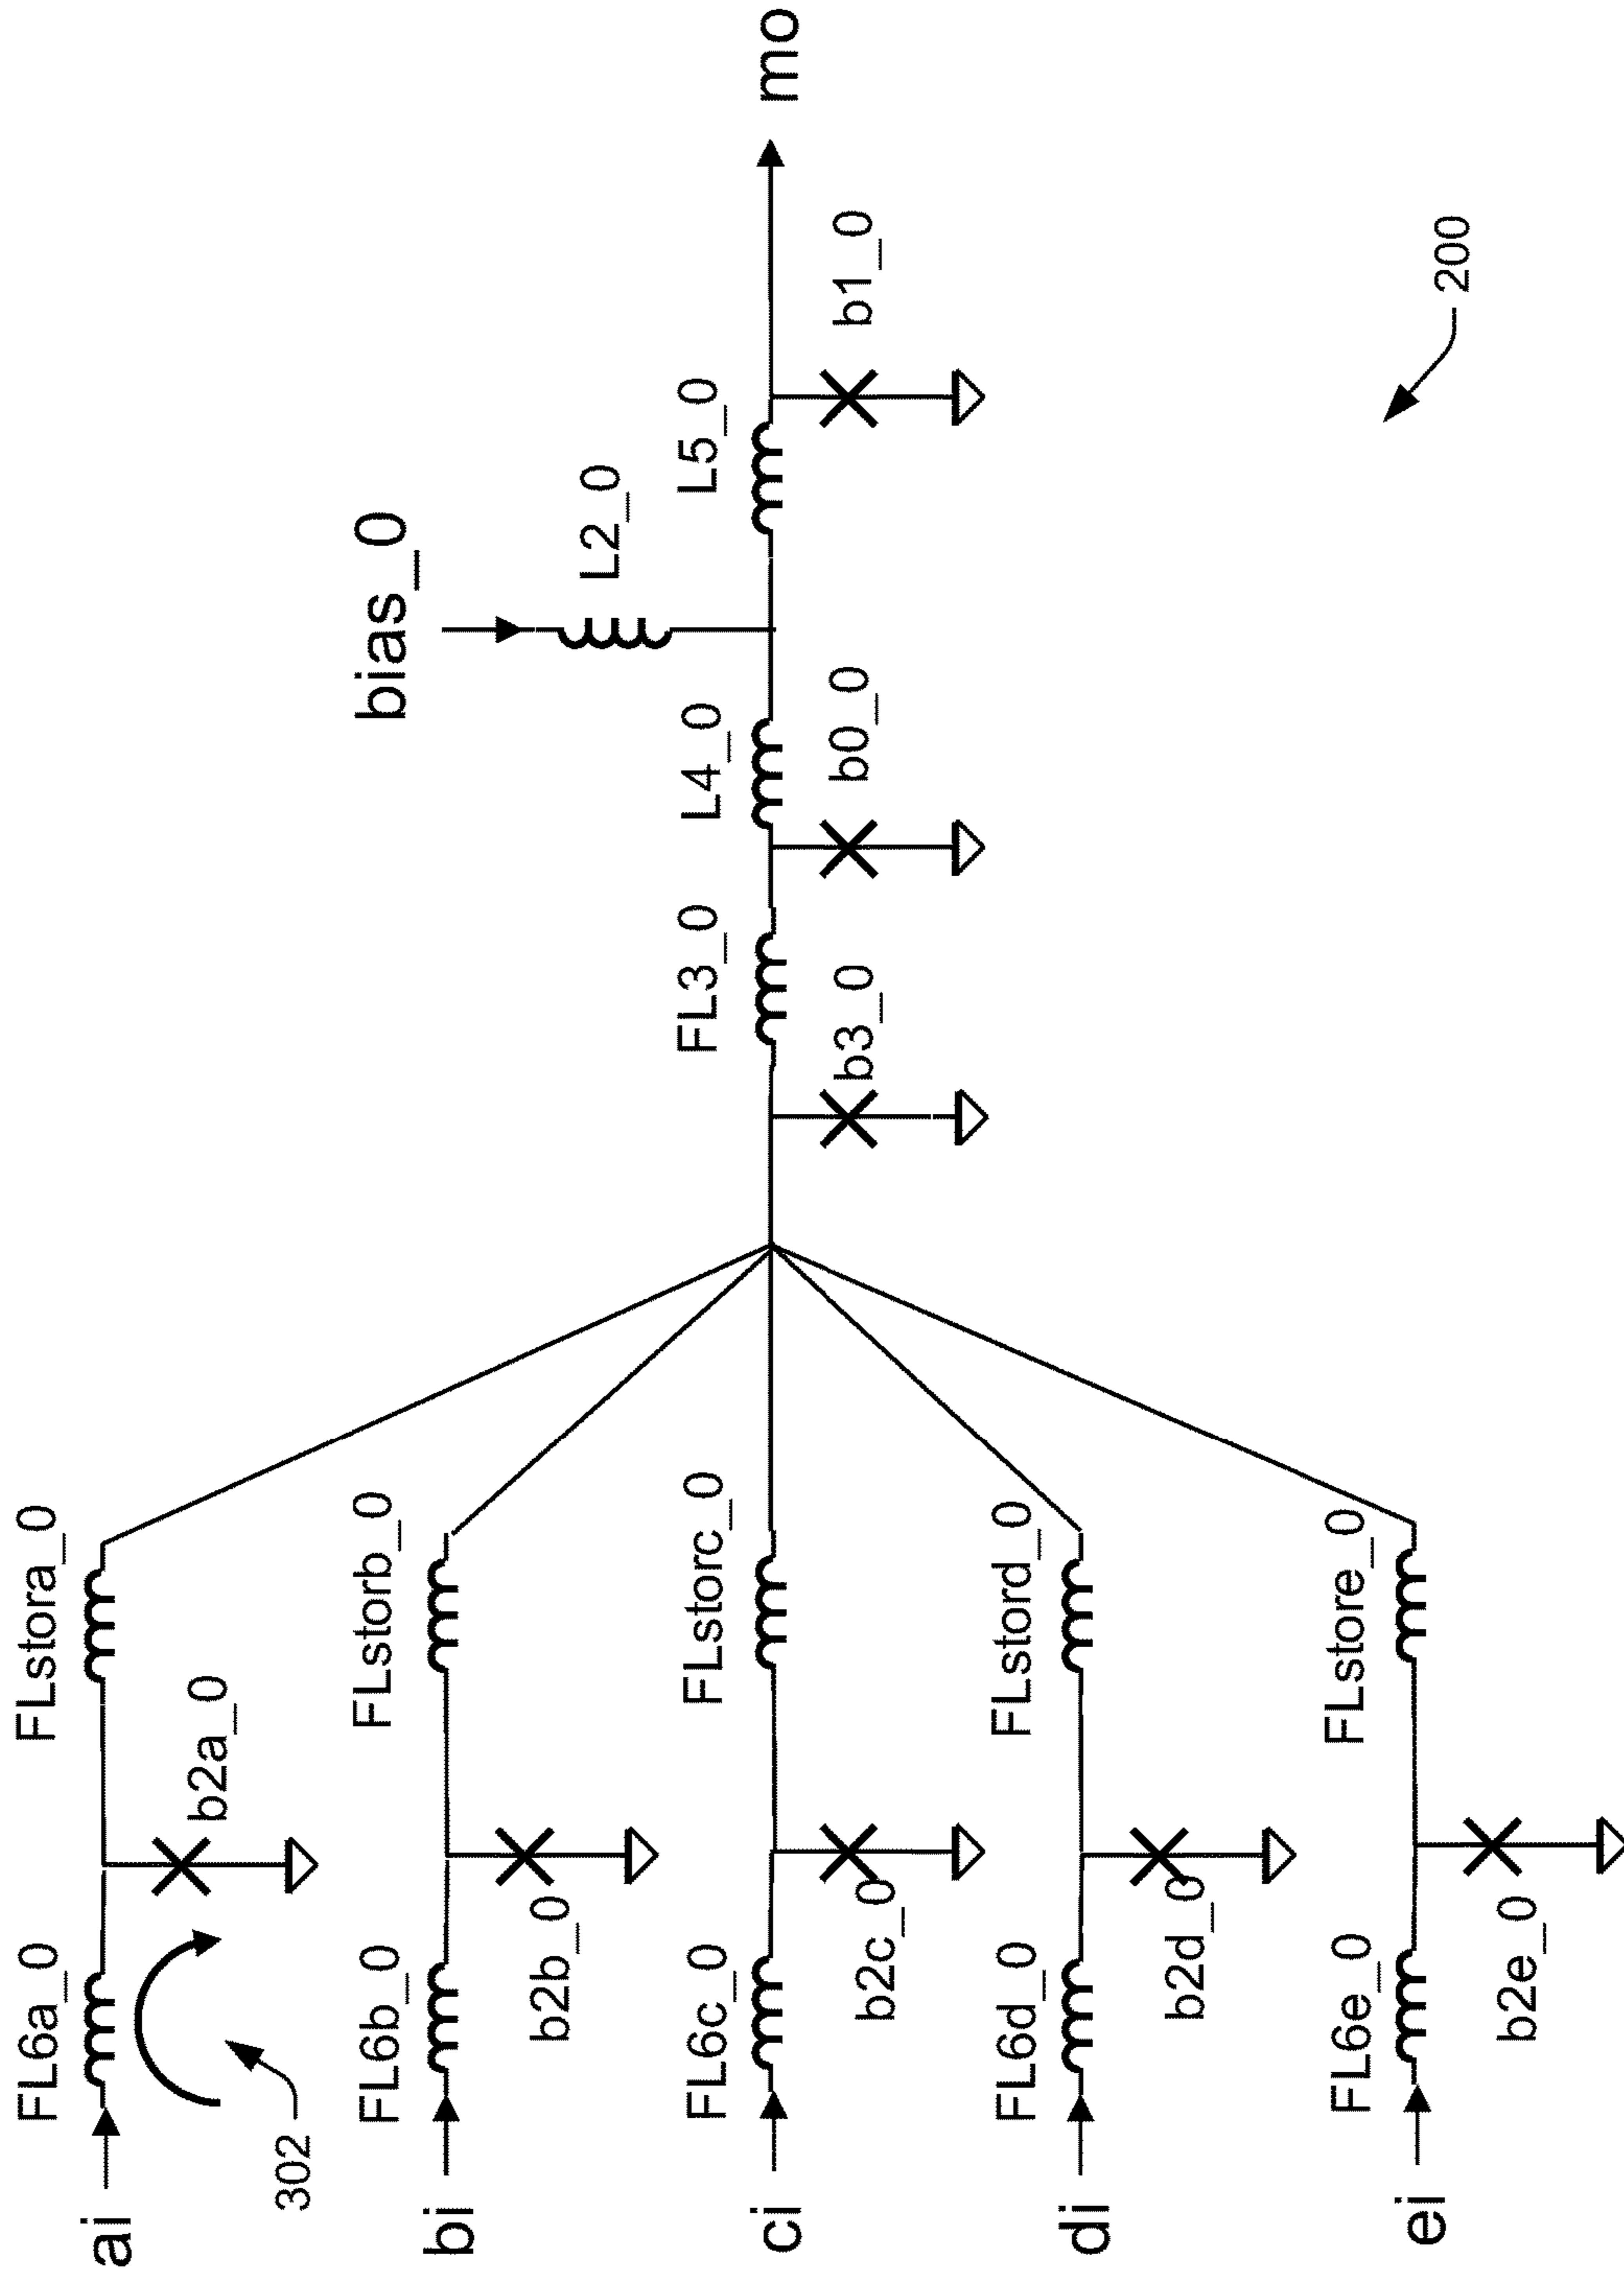 ai
FL6a_0
302
b2a_0
FLstora_0
bi
FL6b_0
b2b_0
FLstorb_0
ci
FL6c_0
b2c_0
FLstorc_0
b3_0
FL3_0
b0_0
L4_0
bias_0
L2_0
L5_0
b1_0
mo
di
FL6d_0
b2d_0
FLstord_0
ei
FL6e_0
b2e_0
FLstore_0
200